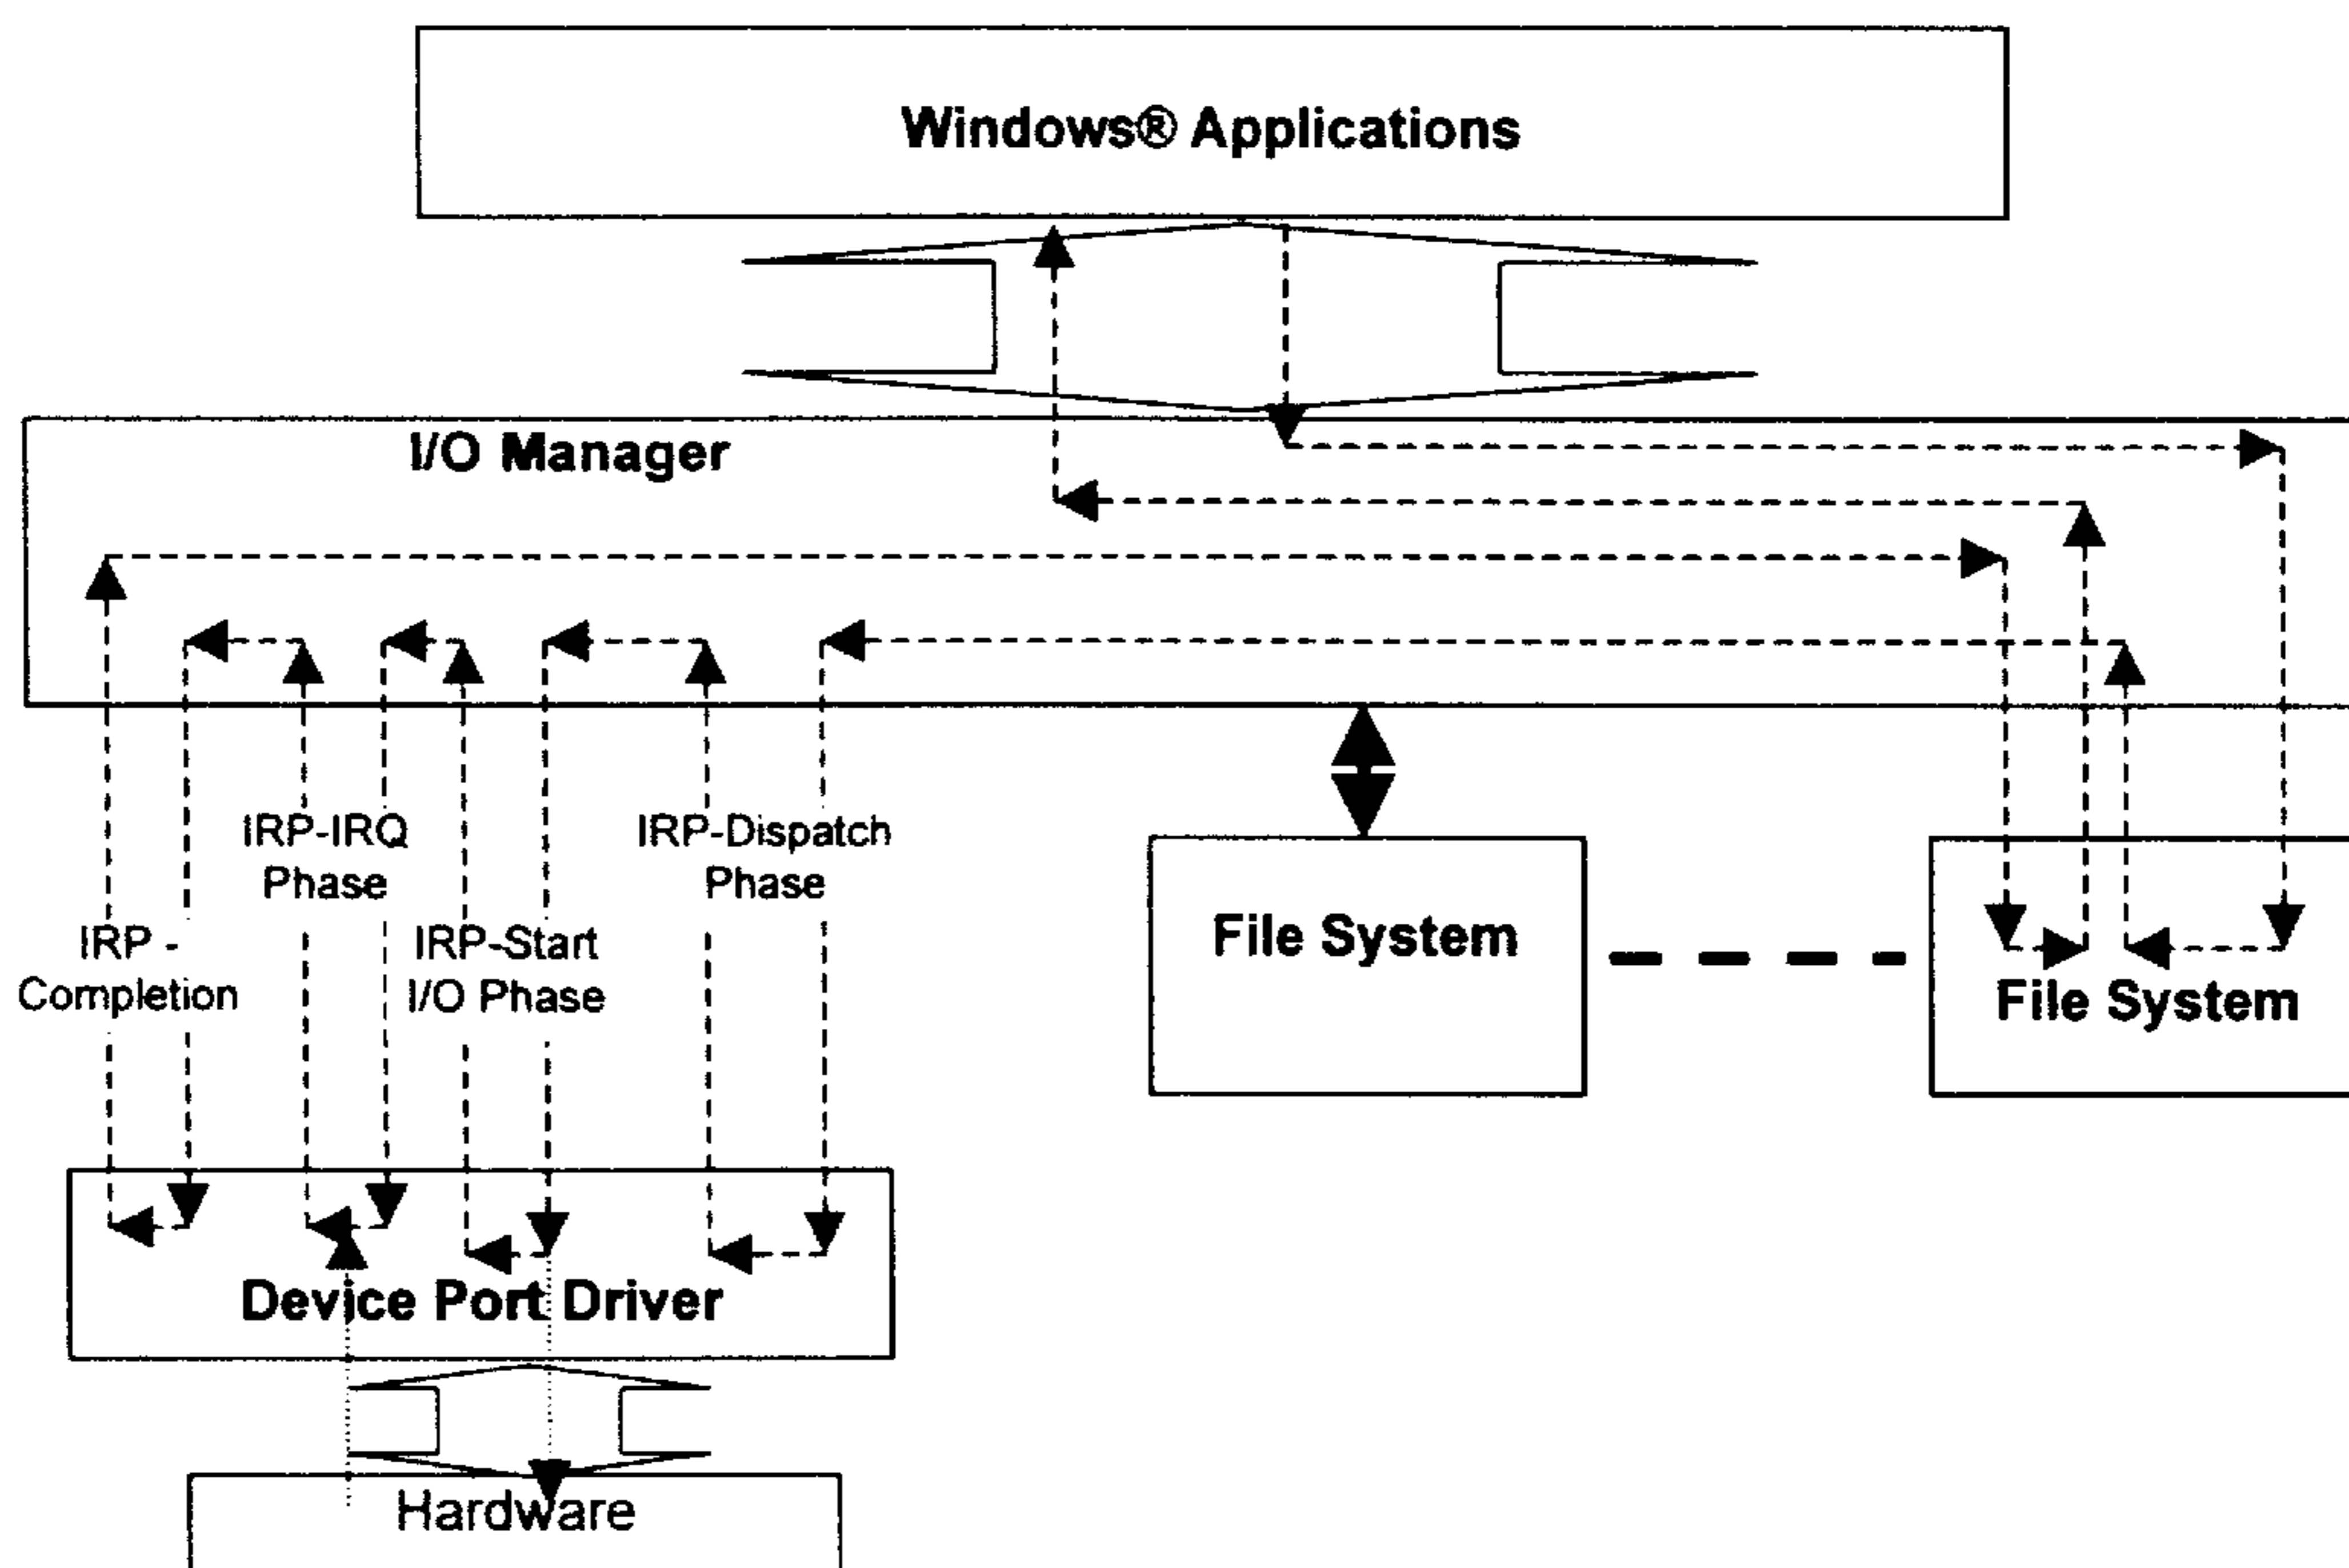 Windows® Applications
I/O Manager
IRP-IRQ
Phase
IRP-Dispatch
Phase
IRP -
Completion
IRP-Start
I/O Phase
File System
File System
Device Port Driver
Hardware